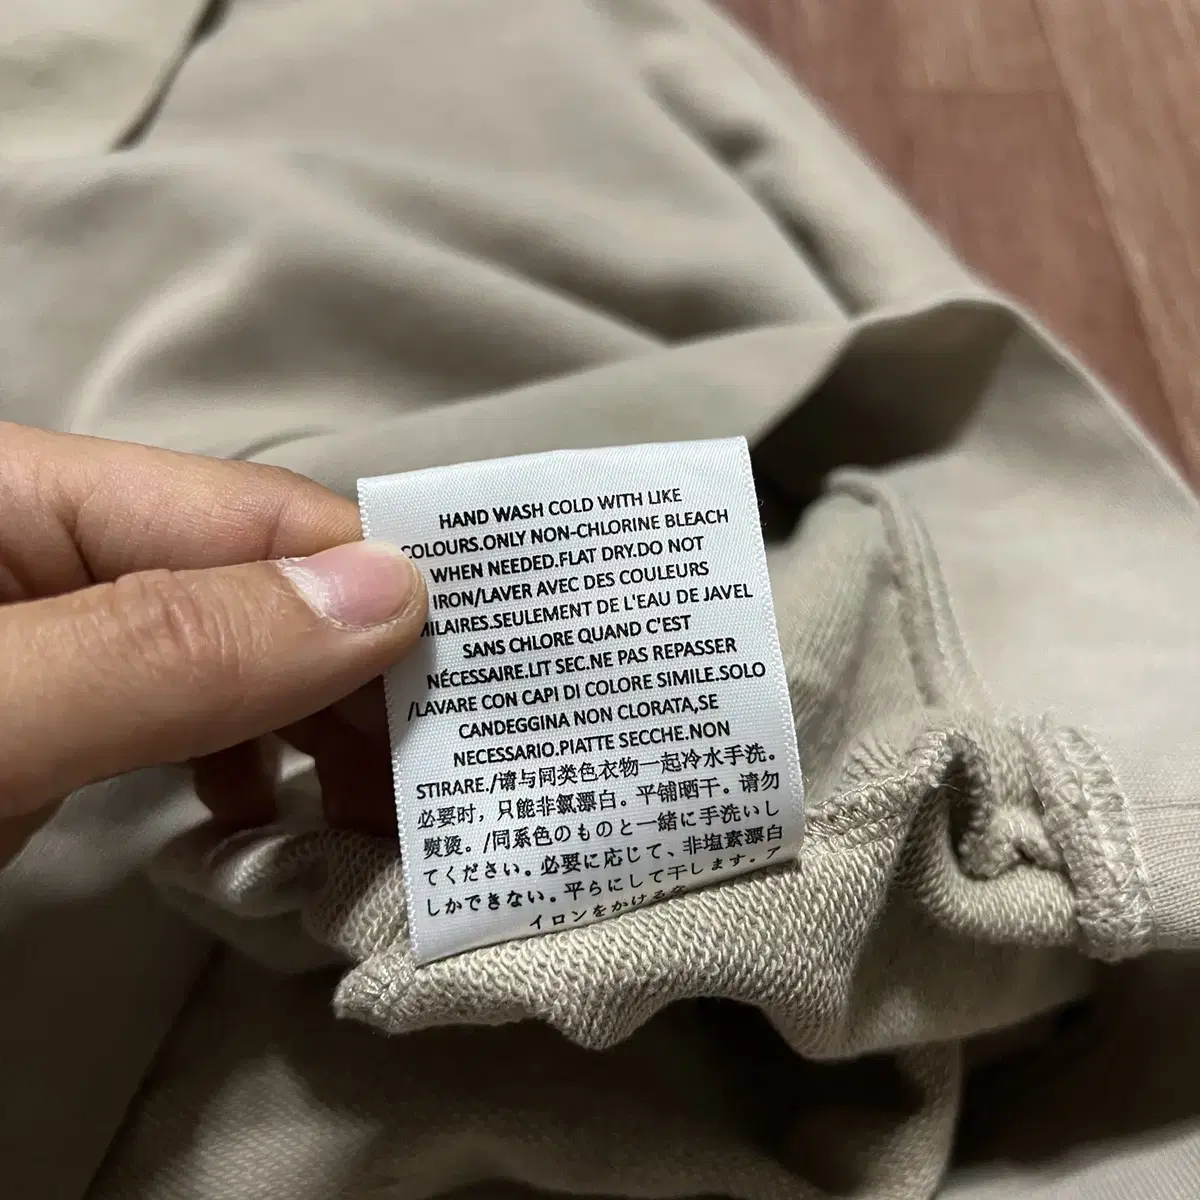 HAND WASH COLD WITH LIKE
COLOURS.ONLY NON-CHLORINE BLEACH
WHEN NEEDED.FLAT DRY.DO NOT
IRON/LAVER AVEC DES COULEURS
MILAIRES.SEULEMENT DE L'EAU DE JAVEL
SANS CHLORE QUAND C'EST
NÉCESSAIRE.LIT SEC.NE PAS REPASSER
/LAVARE CON CAPI DI COLORE SIMILE.SOLO
CANDEGGINA NON CLORATA,SE
NECESSARIO.PIATTE SECCHE.NON
STIRARE./请与同类色衣物一起冷水手洗。
必要时，只能非氯漂白。平铺晒干。请勿
熨烫。/同系色のものと一緒に手洗いし
てください。必要に応じて、非塩素漂白
しかできない。平らにして干します。ア
イロンをかけるな